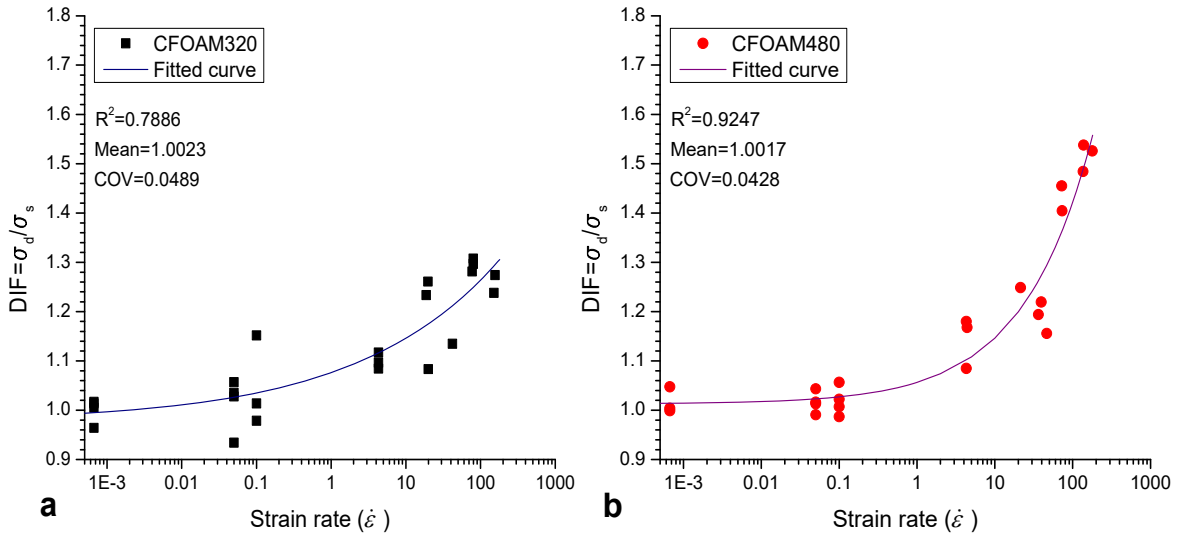 CFOAM320
Fitted curve
R²=0.7886
Mean=1.0023
COV=0.0489
1.8
1.7
1.6
1.5
1.4
1.3
1.2
1.1
1.0
0.9
DIF=σ_d/σ_s
1E-3 0.01 0.1 1 10 100 1000
Strain rate (ε̇ )
a
CFOAM480
Fitted curve
R²=0.9247
Mean=1.0017
COV=0.0428
1.8
1.7
1.6
1.5
1.4
1.3
1.2
1.1
1.0
0.9
DIF=σ_d/σ_s
1E-3 0.01 0.1 1 10 100 1000
Strain rate (ε̇ )
b